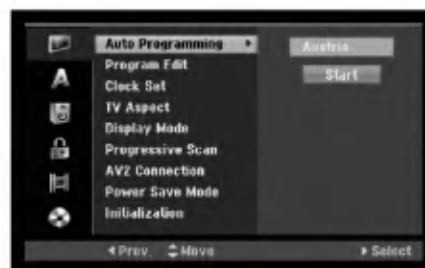 Auto Programming
Austria
Program Edit
Start
Clock Set
TV Aspect
Display Mode
Progressive Scan
AV2 Connection
Power Save Mode
Initialization
A
Prev
Move
Select